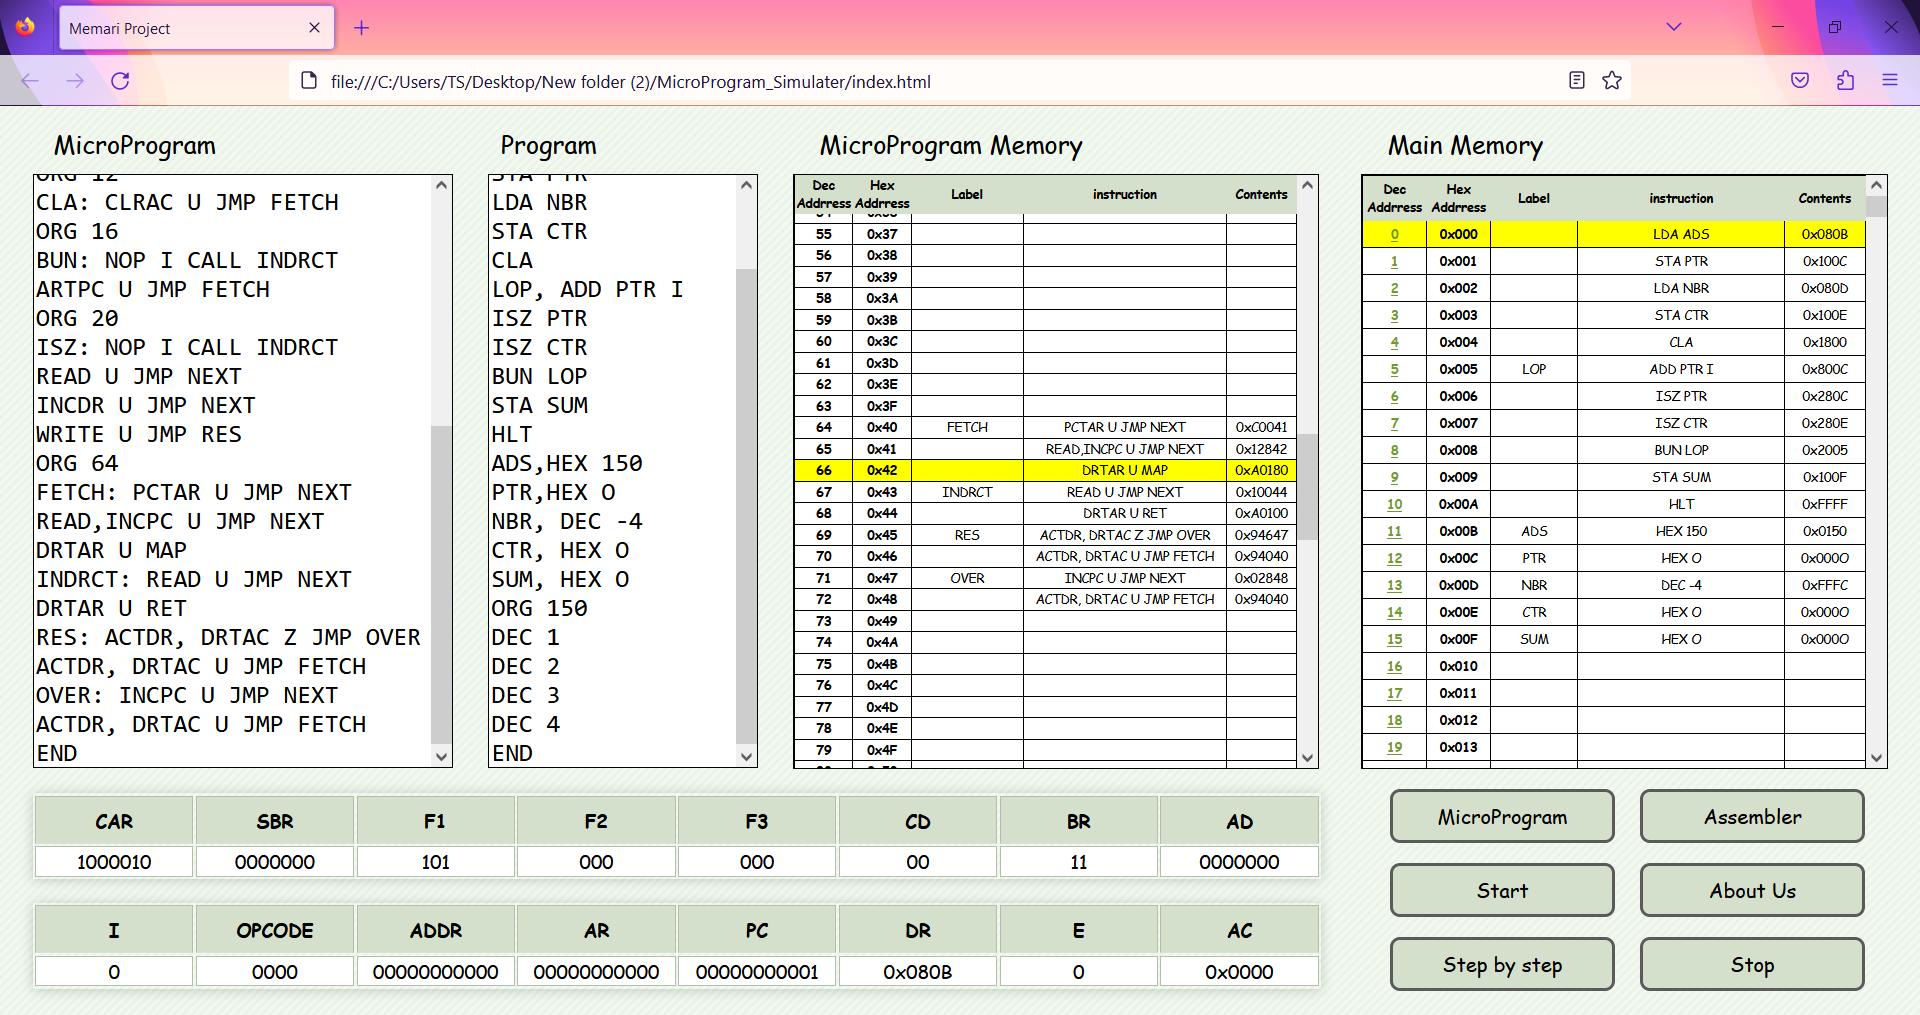 Memari Project
file:///C:/Users/TS/Desktop/New folder (2)/MicroProgram_Simulater/index.html
MicroProgram
ORG 12
CLA: CLRAC U JMP FETCH
ORG 16
BUN: NOP I CALL INDRCT
ARTPC U JMP FETCH
ORG 20
ISZ: NOP I CALL INDRCT
READ U JMP NEXT
INCDR U JMP NEXT
WRITE U JMP RES
ORG 64
FETCH: PCTAR U JMP NEXT
READ,INCPC U JMP NEXT
DRTAR U MAP
INDRCT: READ U JMP NEXT
DRTAR U RET
RES: ACTDR, DRTAC Z JMP OVER
ACTDR, DRTAC U JMP FETCH
OVER: INCPC U JMP NEXT
ACTDR, DRTAC U JMP FETCH
END
Program
STA PTR
LDA NBR
STA CTR
CLA
LOP, ADD PTR I
ISZ PTR
ISZ CTR
BUN LOP
STA SUM
HLT
ADS,HEX 150
PTR,HEX O
NBR, DEC -4
CTR, HEX O
SUM, HEX O
ORG 150
DEC 1
DEC 2
DEC 3
DEC 4
END
MicroProgram Memory
Dec Addrress Hex Addrress Label instruction Contents
55 0x37
56 0x38
57 0x39
58 0x3A
59 0x3B
60 0x3C
61 0x3D
62 0x3E
63 0x3F
64 0x40 FETCH PCTAR U JMP NEXT 0xC0041
65 0x41 READ,INCPC U JMP NEXT 0x12842
66 0x42 DRTAR U MAP 0xA0180
67 0x43 INDRCT READ U JMP NEXT 0x10044
68 0x44 DRTAR U RET 0xA0100
69 0x45 RES ACTDR, DRTAC Z JMP OVER 0x94647
70 0x46 ACTDR, DRTAC U JMP FETCH 0x94040
71 0x47 OVER INCPC U JMP NEXT 0x02848
72 0x48 ACTDR, DRTAC U JMP FETCH 0x94040
73 0x49
74 0x4A
75 0x4B
76 0x4C
77 0x4D
78 0x4E
79 0x4F
Main Memory
Dec Addrress Hex Addrress Label instruction Contents
0 0x000 LDA ADS 0x080B
1 0x001 STA PTR 0x100C
2 0x002 LDA NBR 0x080D
3 0x003 STA CTR 0x100E
4 0x004 CLA 0x1800
5 0x005 LOP ADD PTR I 0x800C
6 0x006 ISZ PTR 0x280C
7 0x007 ISZ CTR 0x280E
8 0x008 BUN LOP 0x2005
9 0x009 STA SUM 0x100F
10 0x00A HLT 0xFFFF
11 0x00B ADS HEX 150 0x0150
12 0x00C PTR HEX O 0x000O
13 0x00D NBR DEC -4 0xFFFC
14 0x00E CTR HEX O 0x000O
15 0x00F SUM HEX O 0x000O
16 0x010
17 0x011
18 0x012
19 0x013
CAR SBR F1 F2 F3 CD BR AD
1000010 0000000 101 000 000 00 11 0000000
I OPCODE ADDR AR PC DR E AC
0 0000 00000000000 00000000000 00000000001 0x080B 0 0x0000
MicroProgram Assembler
Start About Us
Step by step Stop